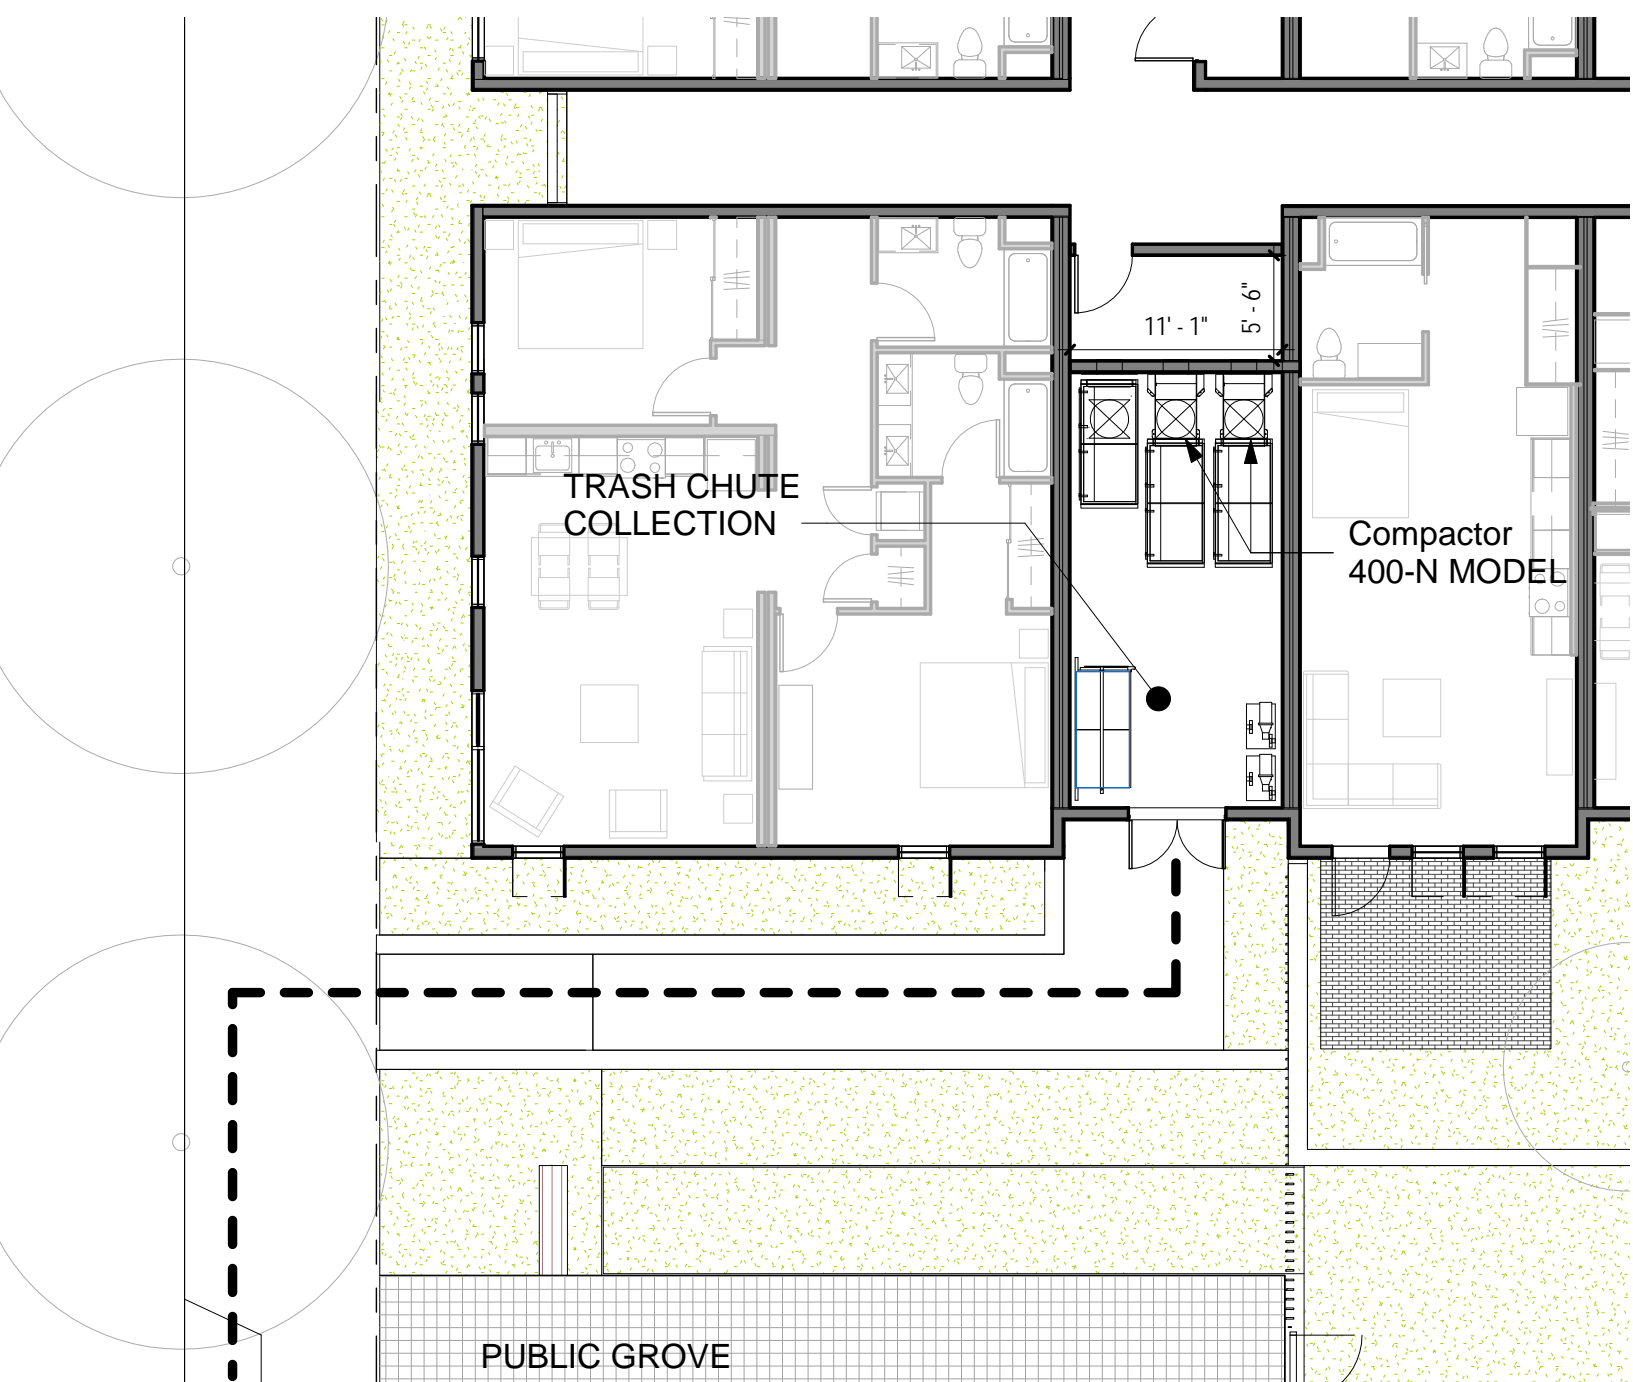 11' - 1"
5' - 6"
TRASH CHUTE
COLLECTION
Compactor
400-N MODEL
PUBLIC GROVE